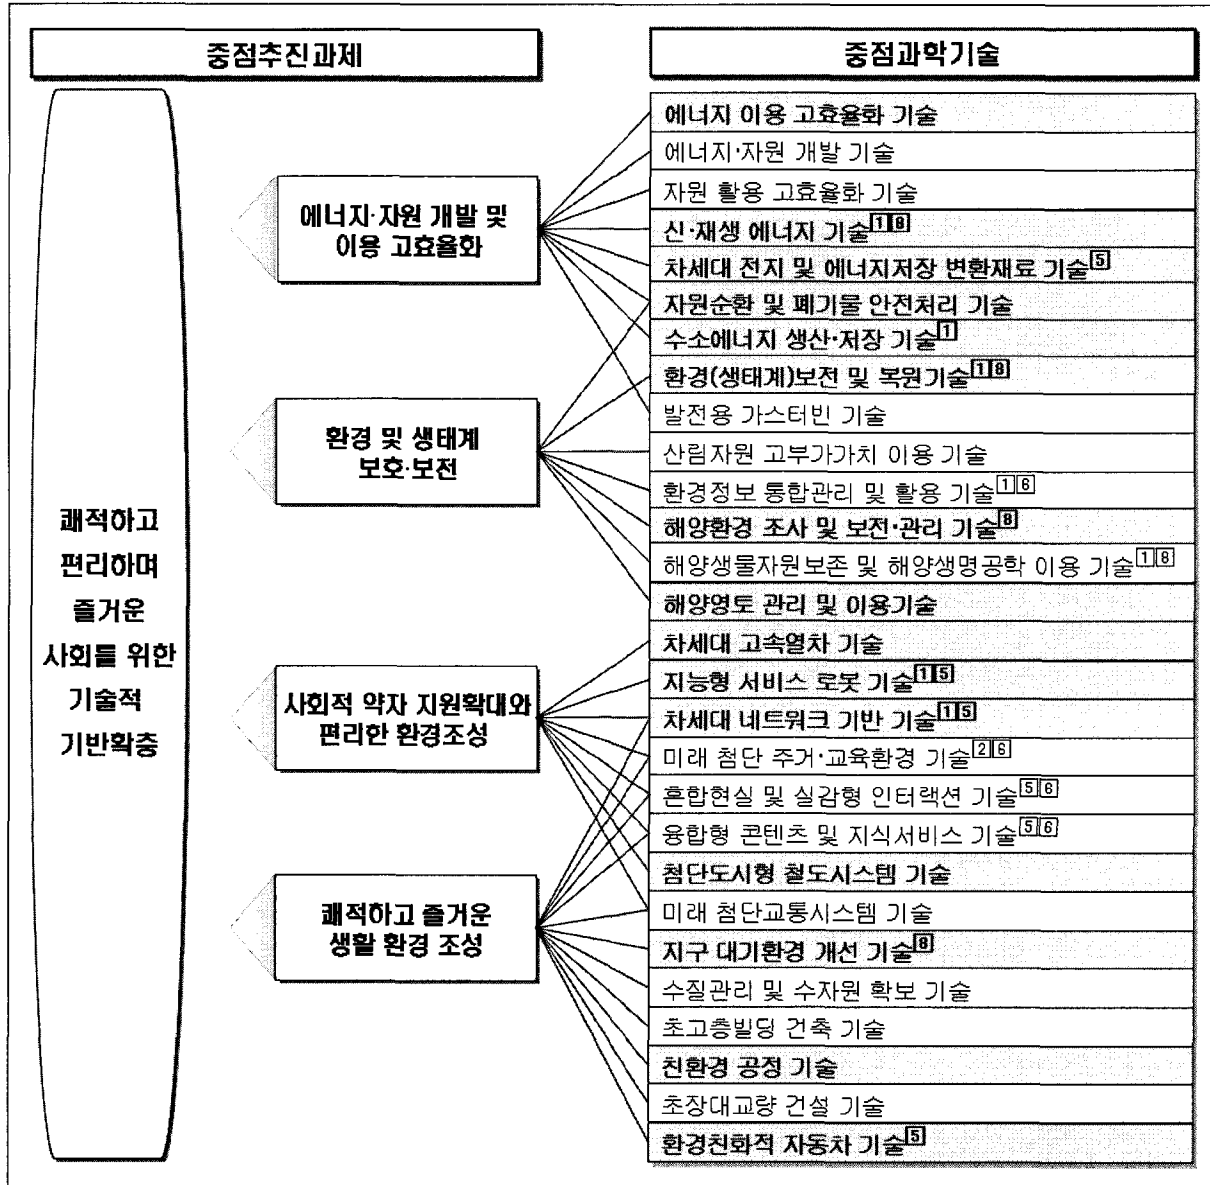 중점추진과제
중점과학기술
쾌적하고
편리하며
즐거운
사회를 위한
기술적
기반확충
에너지·자원 개발 및
이용 고효율화
환경 및 생태계
보호·보전
사회적 약자 지원확대와
편리한 환경조성
쾌적하고 즐거운
생활 환경 조성
에너지 이용 고효율화 기술
에너지·자원 개발 기술
자원 활용 고효율화 기술
신·재생 에너지 기술 1 8
차세대 전지 및 에너지저장 변환재료 기술 5
자원순환 및 폐기물 안전처리 기술
수소에너지 생산·저장 기술 1
환경(생태계)보전 및 복원기술 1 8
발전용 가스터빈 기술
산림자원 고부가가치 이용 기술
환경정보 통합관리 및 활용 기술 1 6
해양환경 조사 및 보전·관리 기술 8
해양생물자원보존 및 해양생명공학 이용 기술 1 8
해양영토 관리 및 이용기술
차세대 고속열차 기술
지능형 서비스 로봇 기술 1 5
차세대 네트워크 기반 기술 1 5
미래 첨단 주거·교육환경 기술 2 6
혼합현실 및 실감형 인터랙션 기술 5 6
융합형 콘텐츠 및 지식서비스 기술 5 6
첨단도시형 철도시스템 기술
미래 첨단교통시스템 기술
지구 대기환경 개선 기술 8
수질관리 및 수자원 확보 기술
초고층빌딩 건축 기술
친환경 공정 기술
초장대교량 건설 기술
환경친화적 자동차 기술 5